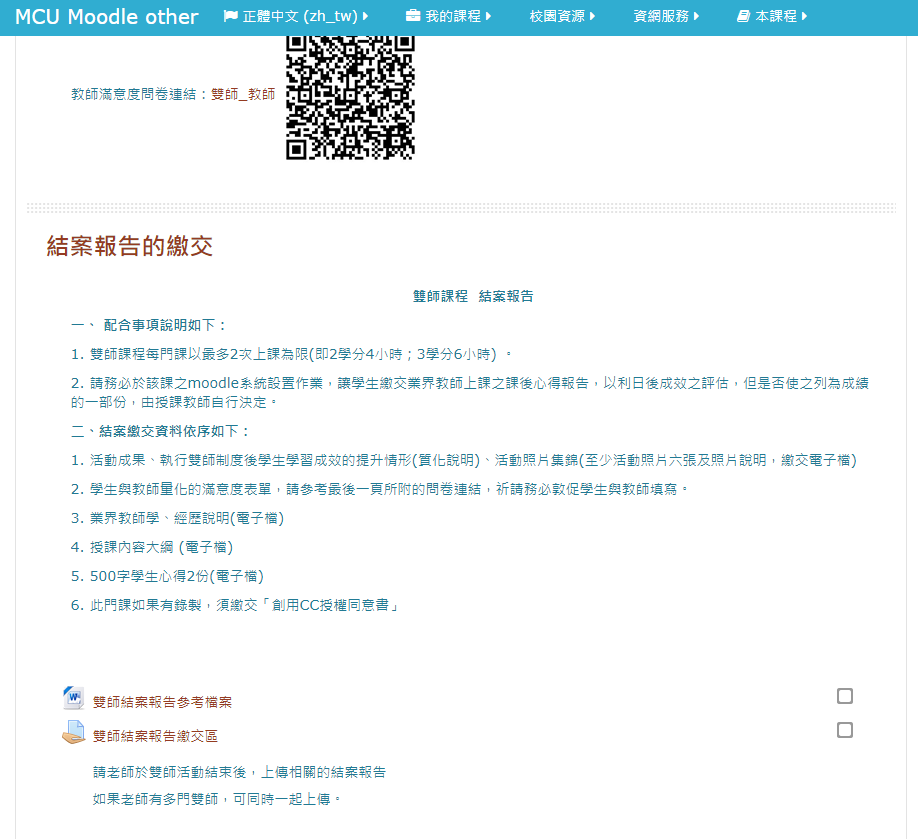 MCU Moodle other 正體中文 (zh_tw) 我的課程 校園資源 資網服務 本課程
教師滿意度問卷連結：雙師_教師
結案報告的繳交
雙師課程 結案報告
一、 配合事項說明如下：
1. 雙師課程每門課以最多2次上課為限(即2學分4小時；3學分6小時) 。
2. 請務必於該課之moodle系統設置作業，讓學生繳交業界教師上課之課後心得報告，以利日後成效之評估，但是否使之列為成績
的一部份，由授課教師自行決定。
二、結案繳交資料依序如下：
1. 活動成果、執行雙師制度後學生學習成效的提升情形(質化說明)、活動照片集錦(至少活動照片六張及照片說明，繳交電子檔)
2. 學生與教師量化的滿意度表單，請參考最後一頁所附的問卷連結，祈請務必敦促學生與教師填寫。
3. 業界教師學、經歷說明(電子檔)
4. 授課內容大綱 (電子檔)
5. 500字學生心得2份(電子檔)
6. 此門課如果有錄製，須繳交「創用CC授權同意書」
雙師結案報告參考檔案
雙師結案報告繳交區
請老師於雙師活動結束後，上傳相關的結案報告
如果老師有多門雙師，可同時一起上傳。